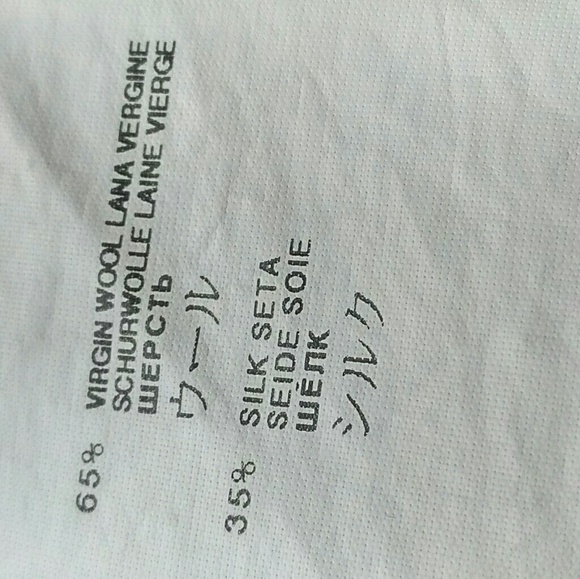 65% VIRGIN WOOL LANA VERGINE
SCHURWOLLE LAINE VIERGE
ШЕРСТЬ
ウール
35% SILK SETA
SEIDE SOIE
ШЁЛК
シルク